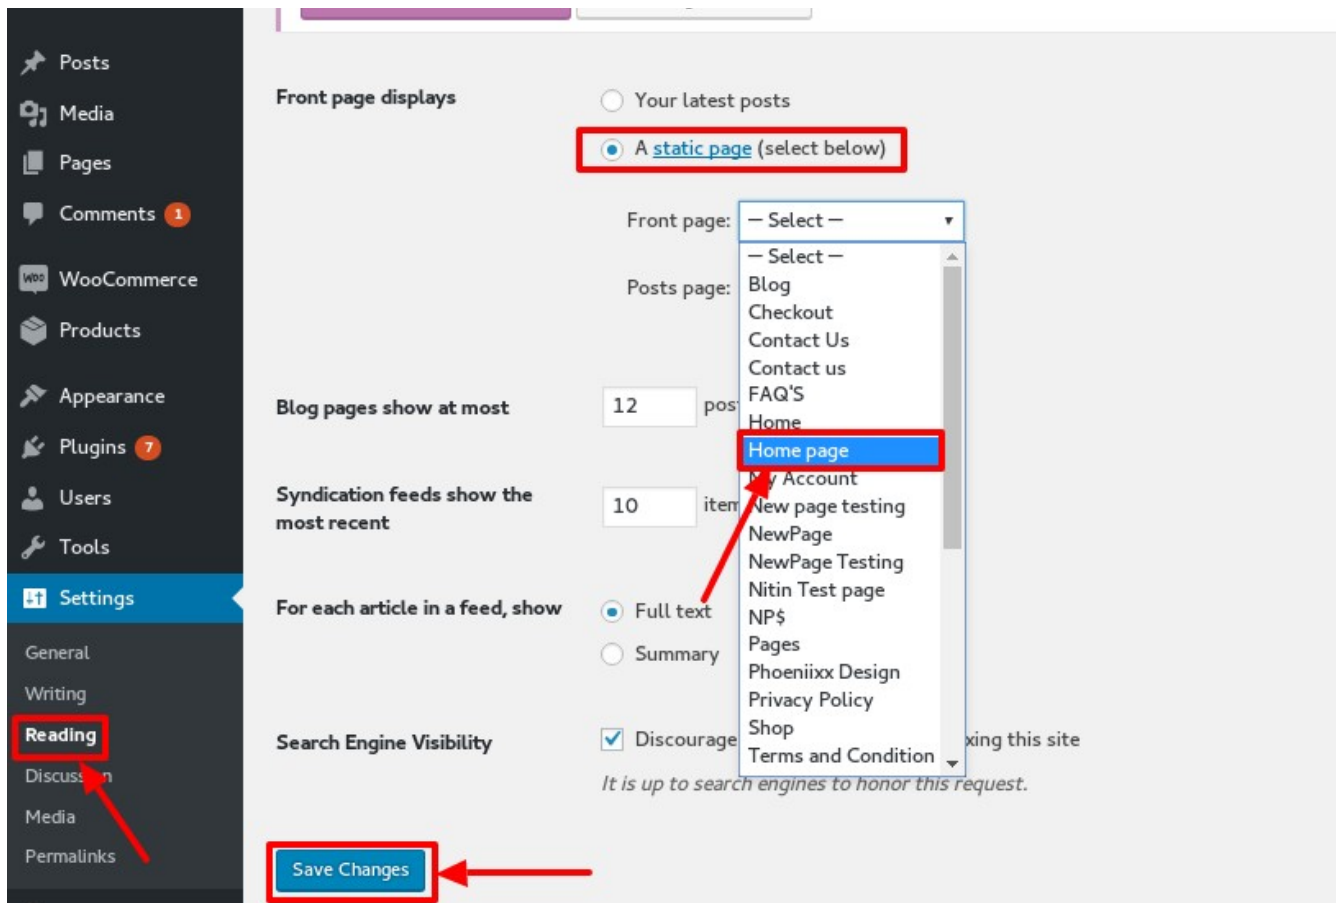 Posts
Media
Pages
Comments 1
WooCommerce
Products
Appearance
Plugins 7
Users
Tools
Settings
General
Writing
Reading
Media
Permalinks
Front page displays
Your latest posts
A static page (select below)
Front page: — Select —
— Select —
Blog
Checkout
Contact Us
Contact us
FAQ'S
Home
Home page
My Account
New page testing
NewPage
NewPage Testing
Nitin Test page
NP$
Pages
Phoeniixx Design
Privacy Policy
Shop
Terms and Condition
Posts page:
Blog pages show at most 12
Syndication feeds show the
most recent
10
For each article in a feed, show
Full text
Summary
Search Engine Visibility
Discourage this site
It is up to search engines to honor this request.
Save Changes